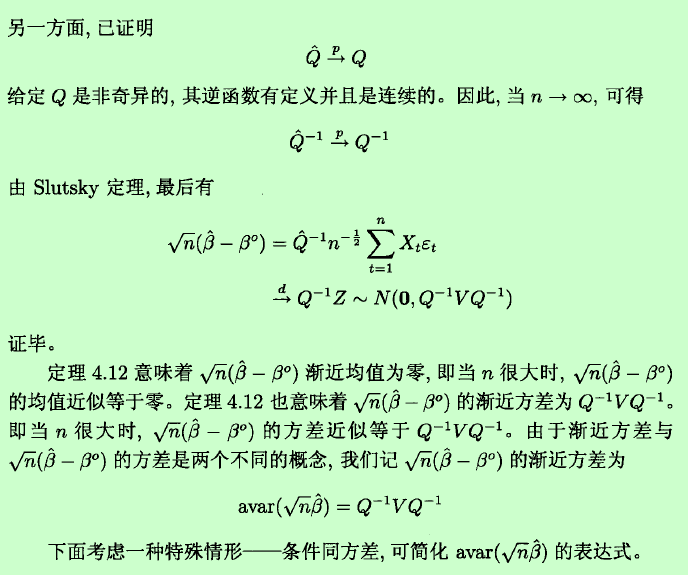 另一方面, 已证明
$\hat{Q} \xrightarrow{p} Q$
给定 $Q$ 是非奇异的, 其逆函数有定义并且是连续的。因此, 当 $n \to \infty$, 可得
$\hat{Q}^{-1} \xrightarrow{p} Q^{-1}$
由 Slutsky 定理, 最后有
$\sqrt{n}(\hat{\beta} - \beta^o) = \hat{Q}^{-1} n^{-\frac{1}{2}} \sum_{t=1}^{n} X_t \varepsilon_t$
$\xrightarrow{d} Q^{-1}Z \sim N(\mathbf{0}, Q^{-1}VQ^{-1})$
证毕。
定理 4.12 意味着 $\sqrt{n}(\hat{\beta} - \beta^o)$ 渐近均值为零, 即当 $n$ 很大时, $\sqrt{n}(\hat{\beta} - \beta^o)$
的均值近似等于零。定理 4.12 也意味着 $\sqrt{n}(\hat{\beta} - \beta^o)$ 的渐近方差为 $Q^{-1}VQ^{-1}$。
即当 $n$ 很大时, $\sqrt{n}(\hat{\beta} - \beta^o)$ 的方差近似等于 $Q^{-1}VQ^{-1}$。由于渐近方差与
$\sqrt{n}(\hat{\beta} - \beta^o)$ 的方差是两个不同的概念, 我们记 $\sqrt{n}(\hat{\beta} - \beta^o)$ 的渐近方差为
$\text{avar}(\sqrt{n}\hat{\beta}) = Q^{-1}VQ^{-1}$
下面考虑一种特殊情形——条件同方差, 可简化 $\text{avar}(\sqrt{n}\hat{\beta})$ 的表达式。